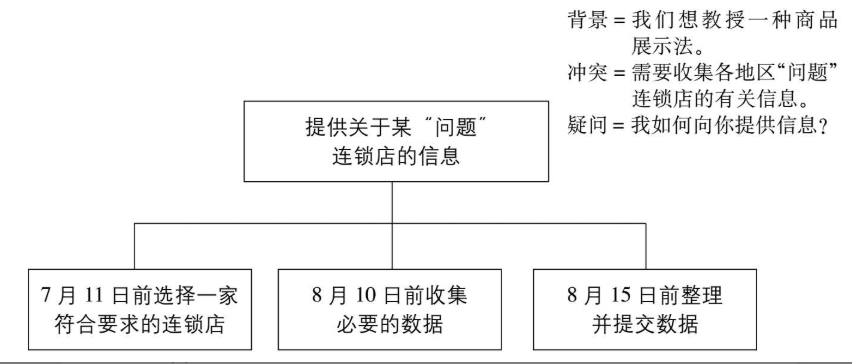 背景 = 我们想教授一种商品
展示法。
冲突 = 需要收集各地区“问题”
连锁店的有关信息。
疑问 = 我如何向你提供信息？
提供关于某“问题”
连锁店的信息
7 月 11 日前选择一家
符合要求的连锁店
8 月 10 日前收集
必要的数据
8 月 15 日前整理
并提交数据